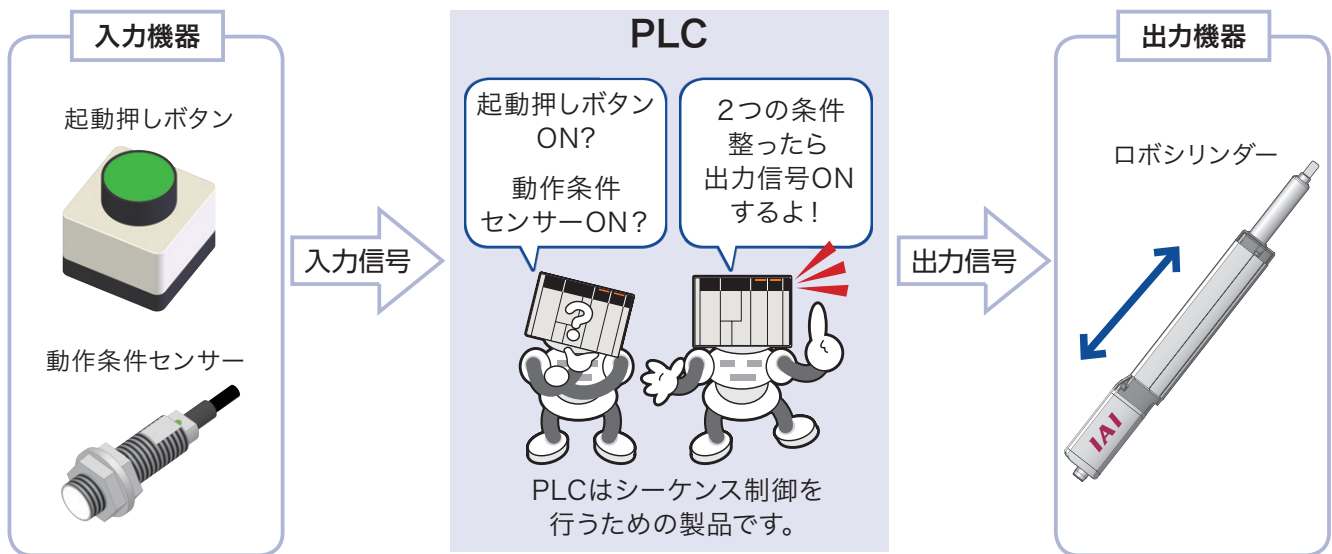 入力機器
起動押しボタン
動作条件センサー
入力信号
PLC
起動押しボタン
ON?
動作条件
センサーON?
2つの条件
整ったら
出力信号ON
するよ!
?
PLCはシーケンス制御を
行うための製品です。
出力信号
出力機器
ロボシリンダー
IAI